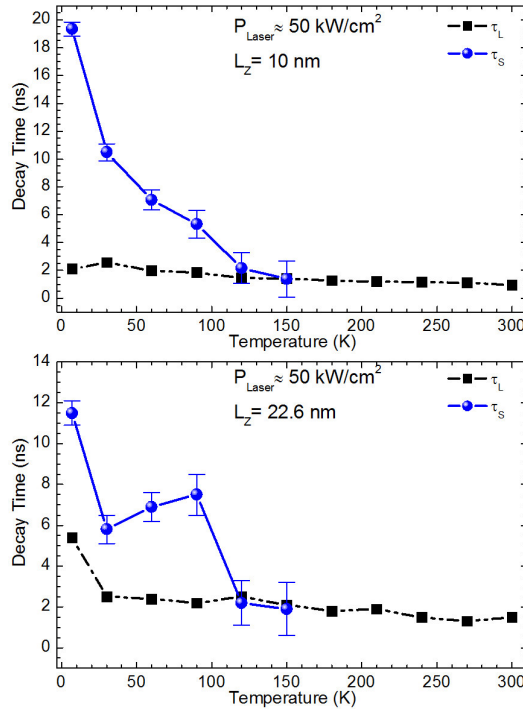 P_Laser ≈ 50 kW/cm²
L_Z = 10 nm
τ_L
τ_S
Decay Time (ns)
20
18
16
14
12
10
8
6
4
2
0
0 50 100 150 200 250 300
Temperature (K)
P_Laser ≈ 50 kW/cm²
L_Z = 22.6 nm
τ_L
τ_S
Decay Time (ns)
14
12
10
8
6
4
2
0
0 50 100 150 200 250 300
Temperature (K)